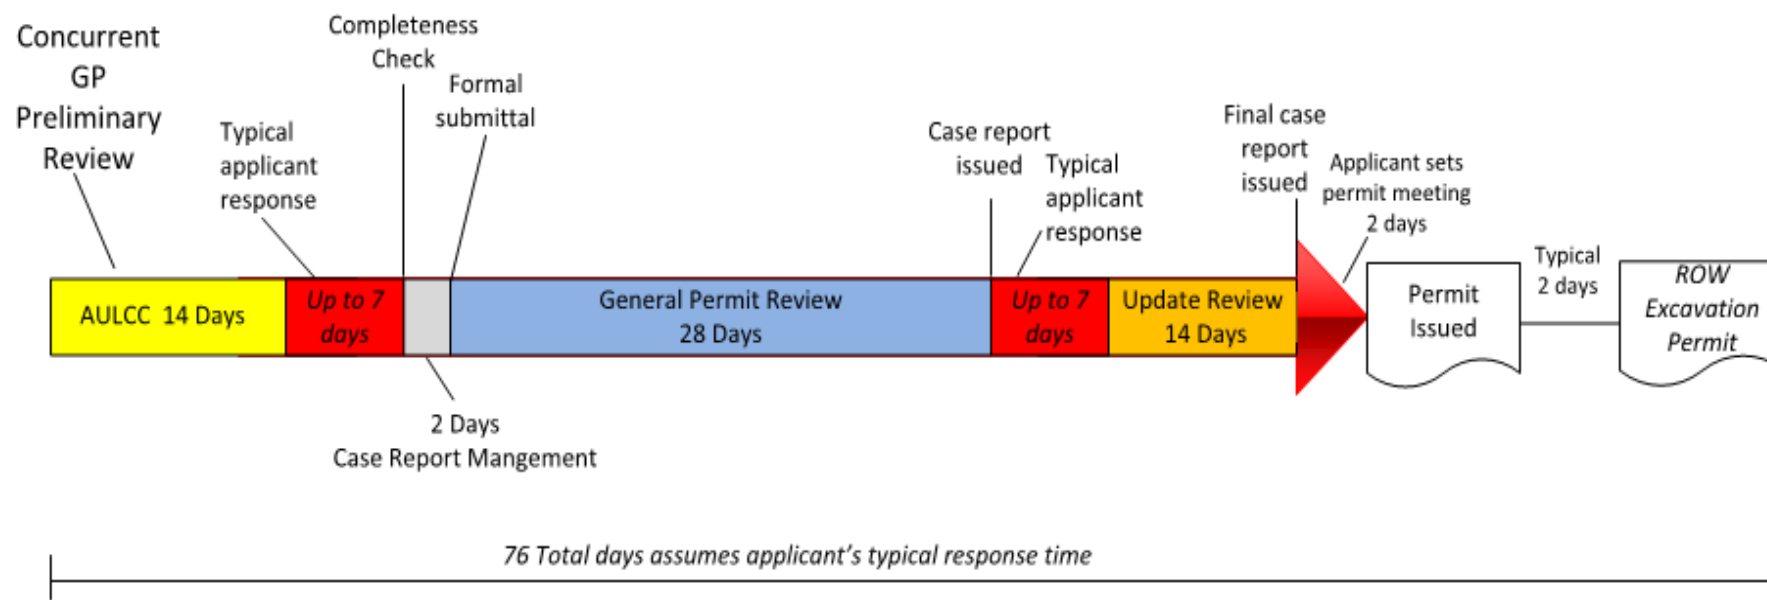 Concurrent
GP
Preliminary
Review
Typical
applicant
response
Completeness
Check
Formal
submittal
Case report
issued
Typical
applicant
response
Final case
report
issued
Applicant sets
permit meeting
2 days
Typical
2 days
AULCC 14 Days
Up to 7
days
General Permit Review
28 Days
Up to 7
days
Update Review
14 Days
Permit
Issued
ROW
Excavation
Permit
2 Days
Case Report Mangement
76 Total days assumes applicant’s typical response time